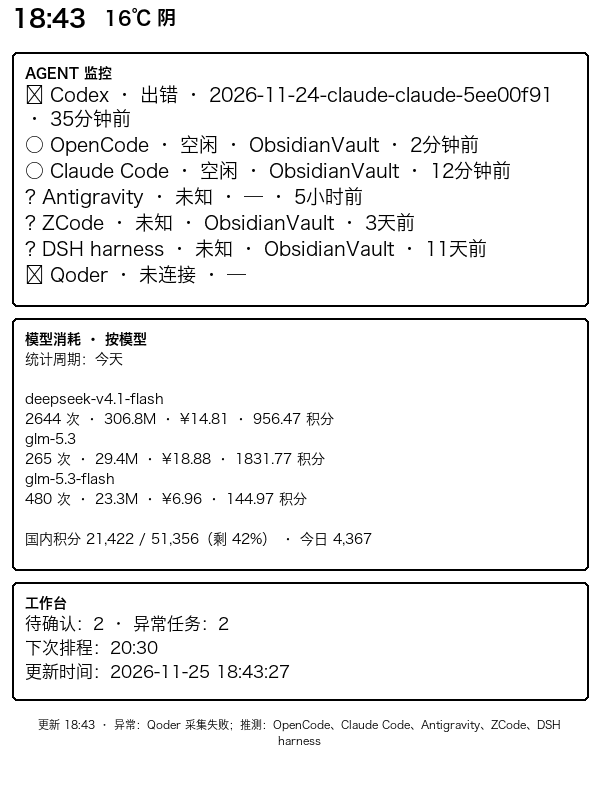 18:43 16℃ 阴
AGENT 监控
☒ Codex · 出错 · 2026-11-24-claude-claude-5ee00f91
· 35分钟前
○ OpenCode · 空闲 · ObsidianVault · 2分钟前
○ Claude Code · 空闲 · ObsidianVault · 12分钟前
? Antigravity · 未知 · — · 5小时前
? ZCode · 未知 · ObsidianVault · 3天前
? DSH harness · 未知 · ObsidianVault · 11天前
☒ Qoder · 未连接 · —
模型消耗 · 按模型
统计周期：今天
deepseek-v4.1-flash
2644 次 · 306.8M · ¥14.81 · 956.47 积分
glm-5.3
265 次 · 29.4M · ¥18.88 · 1831.77 积分
glm-5.3-flash
480 次 · 23.3M · ¥6.96 · 144.97 积分
国内积分 21,422 / 51,356（剩 42%） · 今日 4,367
工作台
待确认：2 · 异常任务：2
下次排程：20:30
更新时间：2026-11-25 18:43:27
更新 18:43 · 异常：Qoder 采集失败；推测：OpenCode、Claude Code、Antigravity、ZCode、DSH
harness